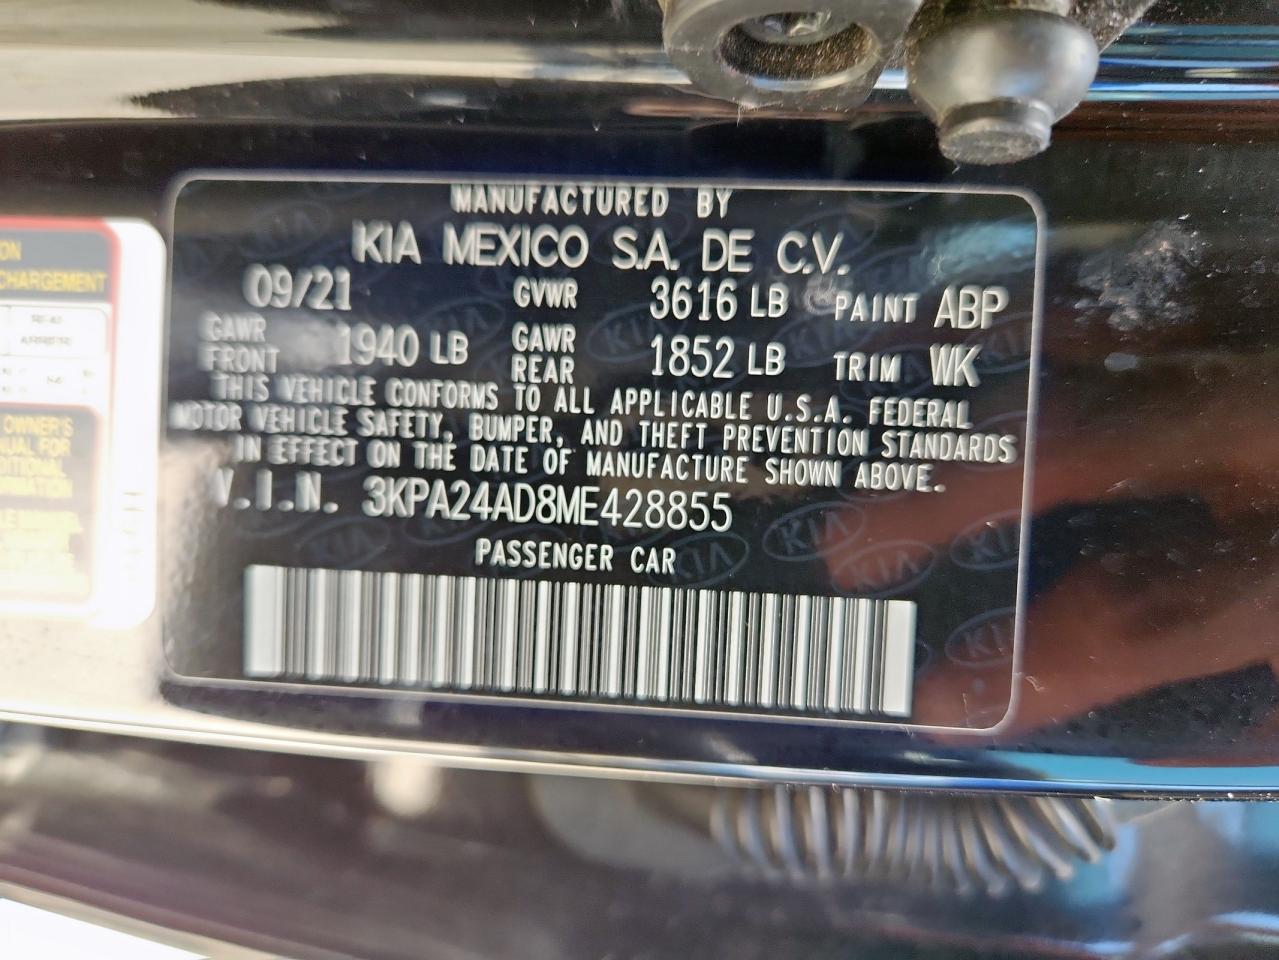 MANUFACTURED BY
KIA MEXICO S.A. DE C.V.
09/21 GVWR 3616 LB PAINT ABP
GAWR FRONT 1940 LB GAWR REAR 1852 LB TRIM WK
THIS VEHICLE CONFORMS TO ALL APPLICABLE U.S.A. FEDERAL
MOTOR VEHICLE SAFETY, BUMPER, AND THEFT PREVENTION STANDARDS
IN EFFECT ON THE DATE OF MANUFACTURE SHOWN ABOVE.
V.I.N. 3KPA24AD8ME428855
PASSENGER CAR
CHARGEMENT
OWNER'S